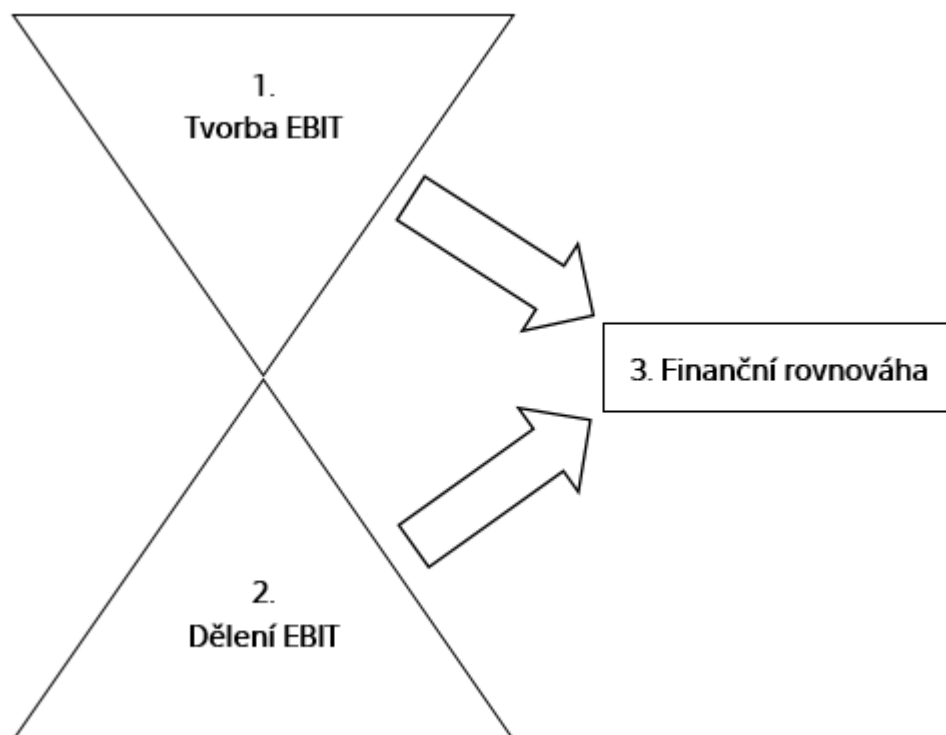 1.
Tvorba EBIT
3. Finanční rovnováha
2.
Dělení EBIT